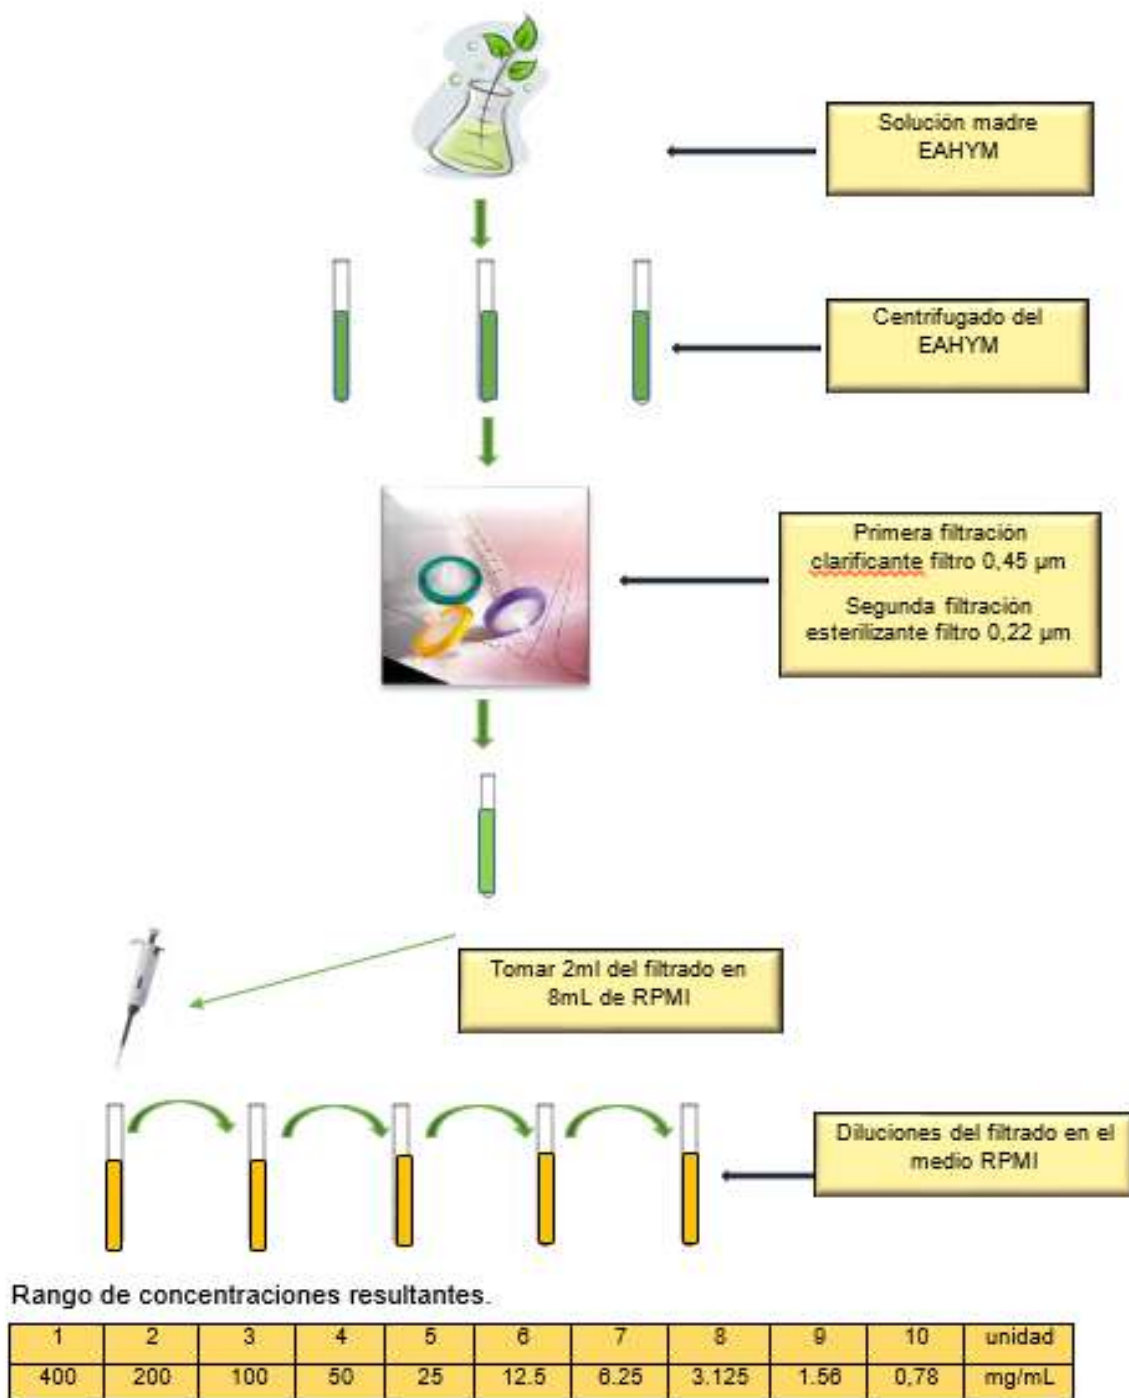 Solución madre
EAHYM
Centrifugado del
EAHYM
Primera filtración
clarificante filtro 0,45 µm
Segunda filtración
esterilizante filtro 0,22 µm
Tomar 2ml del filtrado en
8mL de RPMI
Diluciones del filtrado en el
medio RPMI
Rango de concentraciones resultantes.
1 2 3 4 5 6 7 8 9 10 unidad
400 200 100 50 25 12.5 6.25 3.125 1.56 0,78 mg/mL